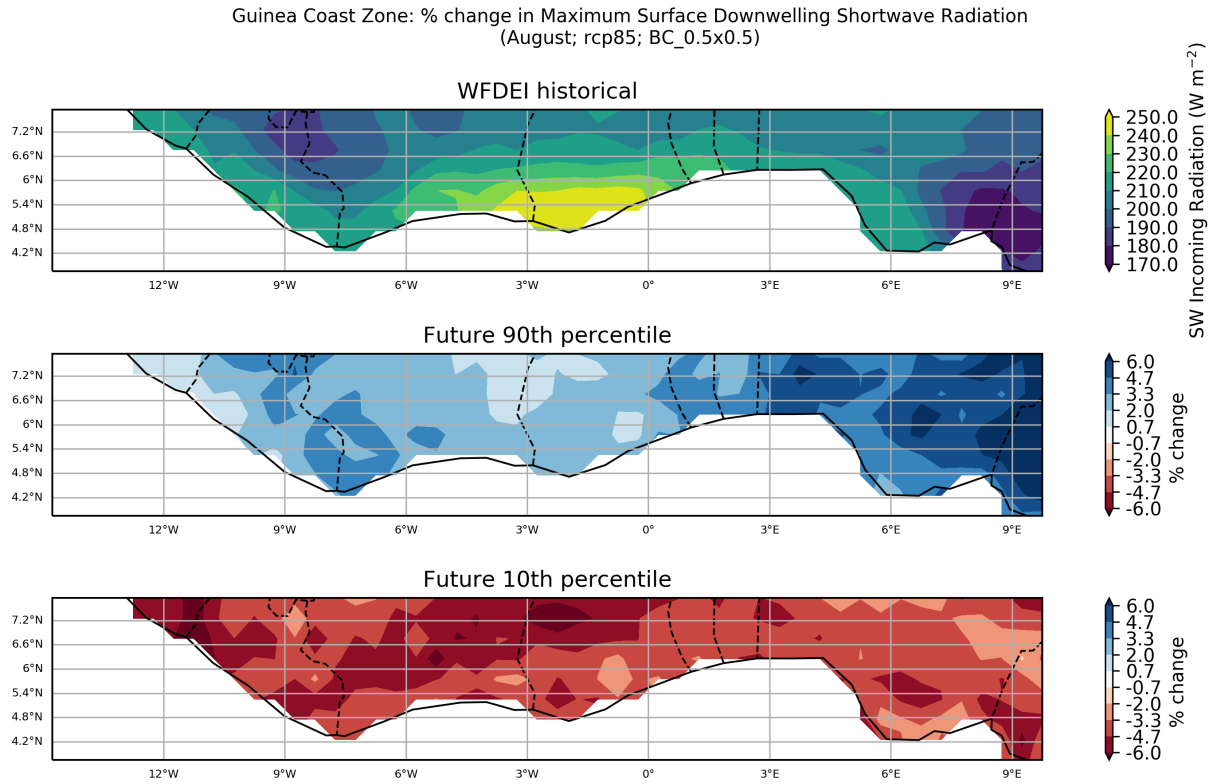 Guinea Coast Zone: % change in Maximum Surface Downwelling Shortwave Radiation
(August; rcp85; BC_0.5x0.5)
WFDEI historical
7.2°N
6.6°N
6°N
5.4°N
4.8°N
4.2°N
12°W 9°W 6°W 3°W 0° 3°E 6°E 9°E
250.0
240.0
230.0
220.0
210.0
200.0
190.0
180.0
170.0
SW Incoming Radiation (W m⁻²)
Future 90th percentile
7.2°N
6.6°N
6°N
5.4°N
4.8°N
4.2°N
12°W 9°W 6°W 3°W 0° 3°E 6°E 9°E
6.0
4.7
3.3
2.0
0.7
-0.7
-2.0
-3.3
-4.7
-6.0
% change
Future 10th percentile
7.2°N
6.6°N
6°N
5.4°N
4.8°N
4.2°N
12°W 9°W 6°W 3°W 0° 3°E 6°E 9°E
6.0
4.7
3.3
2.0
0.7
-0.7
-2.0
-3.3
-4.7
-6.0
% change